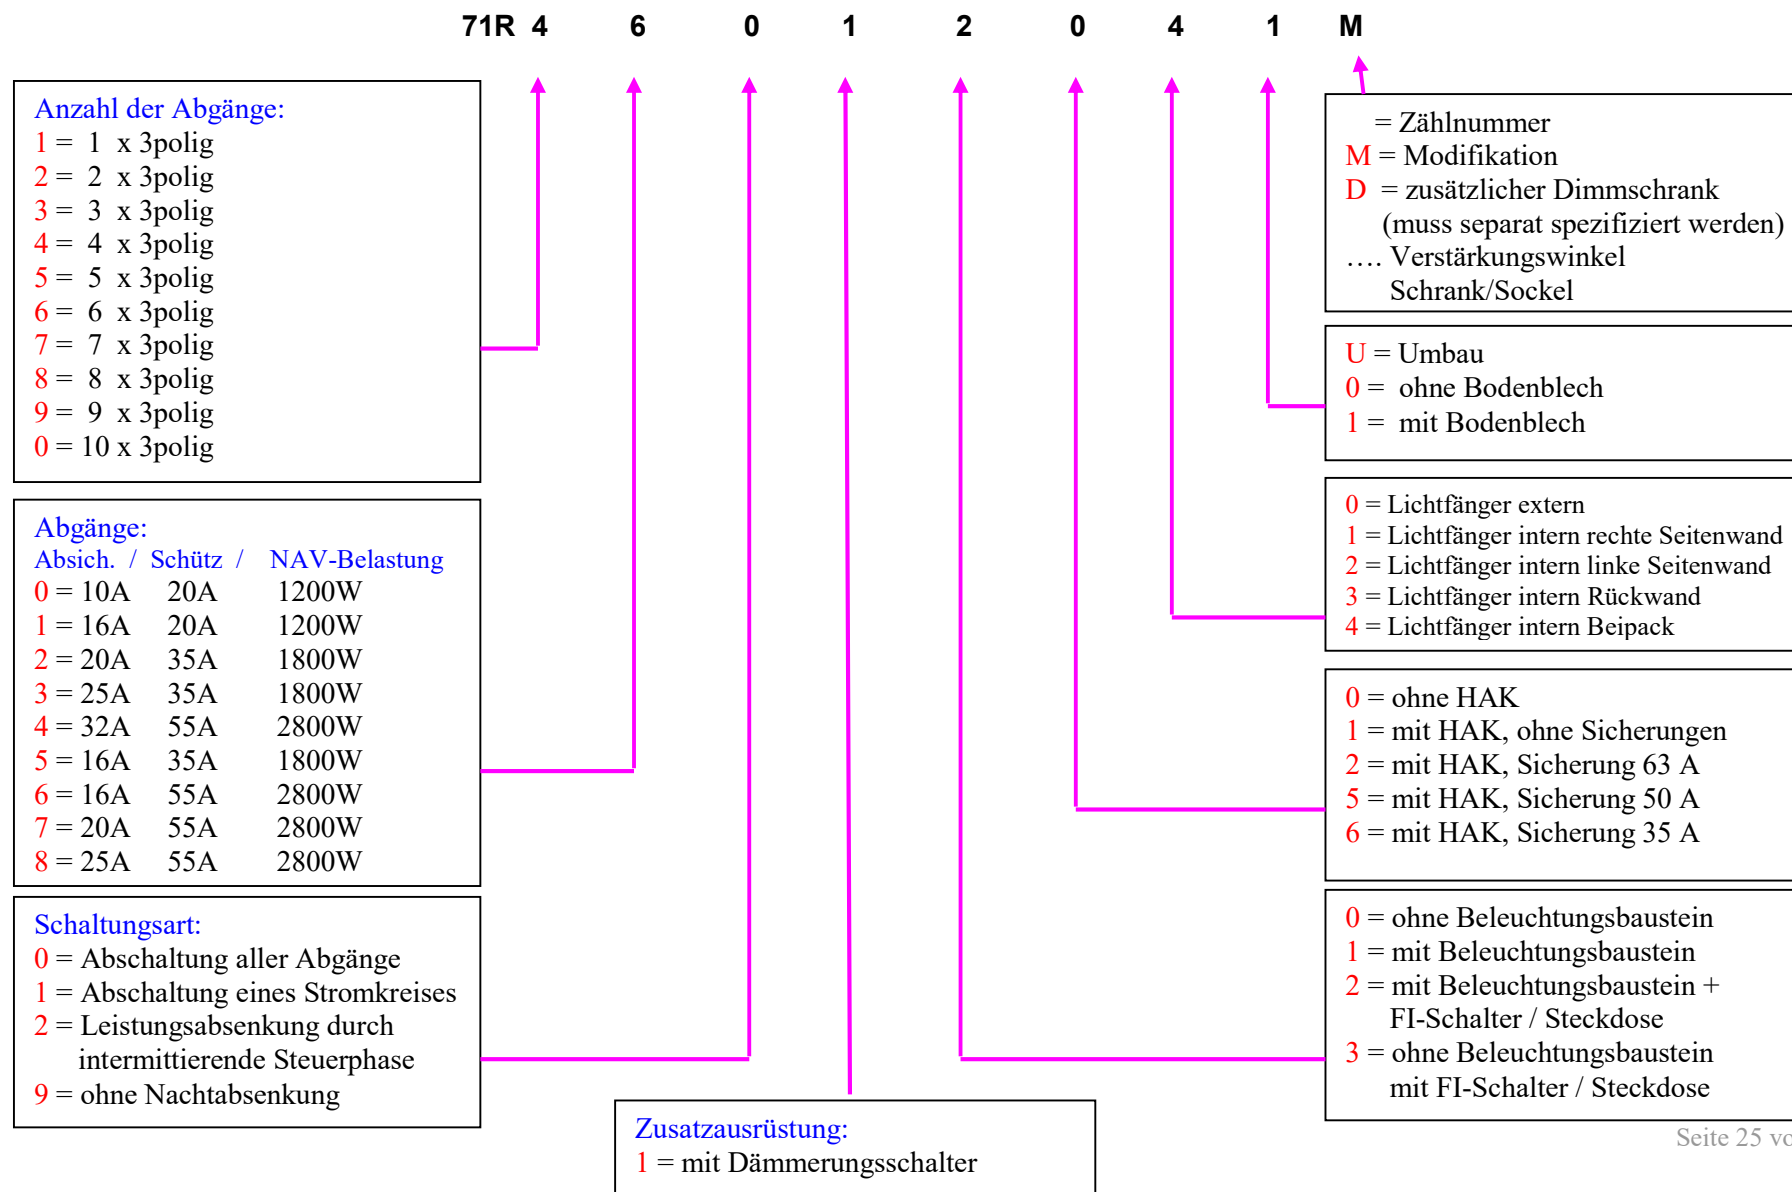 71R 4 6 0 1 2 0 4 1 M
Anzahl der Abgänge:
1 = 1 x 3polig
2 = 2 x 3polig
3 = 3 x 3polig
4 = 4 x 3polig
5 = 5 x 3polig
6 = 6 x 3polig
7 = 7 x 3polig
8 = 8 x 3polig
9 = 9 x 3polig
0 = 10 x 3polig
Abgänge:
Absich. / Schütz / NAV-Belastung
0 = 10A 20A 1200W
1 = 16A 20A 1200W
2 = 20A 35A 1800W
3 = 25A 35A 1800W
4 = 32A 55A 2800W
5 = 16A 35A 1800W
6 = 16A 55A 2800W
7 = 20A 55A 2800W
8 = 25A 55A 2800W
Schaltungsart:
0 = Abschaltung aller Abgänge
1 = Abschaltung eines Stromkreises
2 = Leistungsabsenkung durch
intermittierende Steuerphase
9 = ohne Nachtabsenkung
Zusatzausrüstung:
1 = mit Dämmerungsschalter
= Zählnummer
M = Modifikation
D = zusätzlicher Dimmschrank
(muss separat spezifiziert werden)
…. Verstärkungswinkel
Schrank/Sockel
U = Umbau
0 = ohne Bodenblech
1 = mit Bodenblech
0 = Lichtfänger extern
1 = Lichtfänger intern rechte Seitenwand
2 = Lichtfänger intern linke Seitenwand
3 = Lichtfänger intern Rückwand
4 = Lichtfänger intern Beipack
0 = ohne HAK
1 = mit HAK, ohne Sicherungen
2 = mit HAK, Sicherung 63 A
5 = mit HAK, Sicherung 50 A
6 = mit HAK, Sicherung 35 A
0 = ohne Beleuchtungsbaustein
1 = mit Beleuchtungsbaustein
2 = mit Beleuchtungsbaustein +
FI-Schalter / Steckdose
3 = ohne Beleuchtungsbaustein
mit FI-Schalter / Steckdose
Seite 25 vo